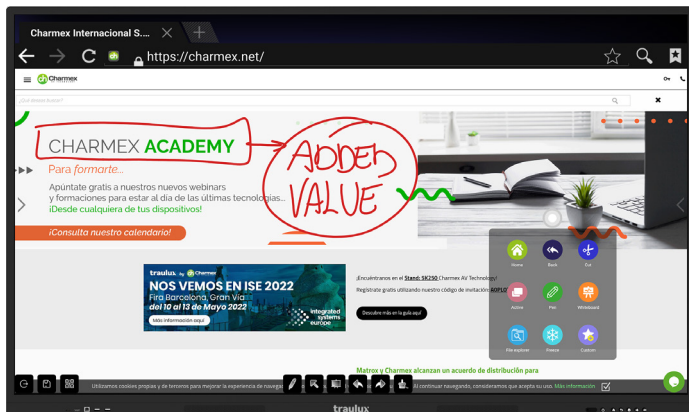 Charmex Internacional S....
https://charmex.net/
Charmex
¿Qué deseas buscar?
CHARMEX ACADEMY
ADDED
VALUE
Para formarte...
Apúntate gratis a nuestros nuevos webinars
y formaciones para estar al día de las últimas tecnologías...
¡Desde cualquiera de tus dispositivos!
¡Consulta nuestro calendario!
Home
Back
Cut
Active
Pen
Whiteboard
File explorer
Freeze
Custom
traulux by Charmex
NOS VEMOS EN ISE 2022
Fira Barcelona, Gran Vía
del 10 al 13 de Mayo 2022
Más información aquí
integrated
systems
europe
¡Encuéntranos en el Stand: 5K250 Charmex AV Technology!
Regístrate gratis utilizando nuestro código de invitación:
Descubre más en la guía aquí
Matrox y Charmex alcanzan un acuerdo de distribución para
Utilizamos cookies propias y de terceros para mejorar la experiencia de
Al continuar navegando, consideramos que acepta su uso. Más información
traulux